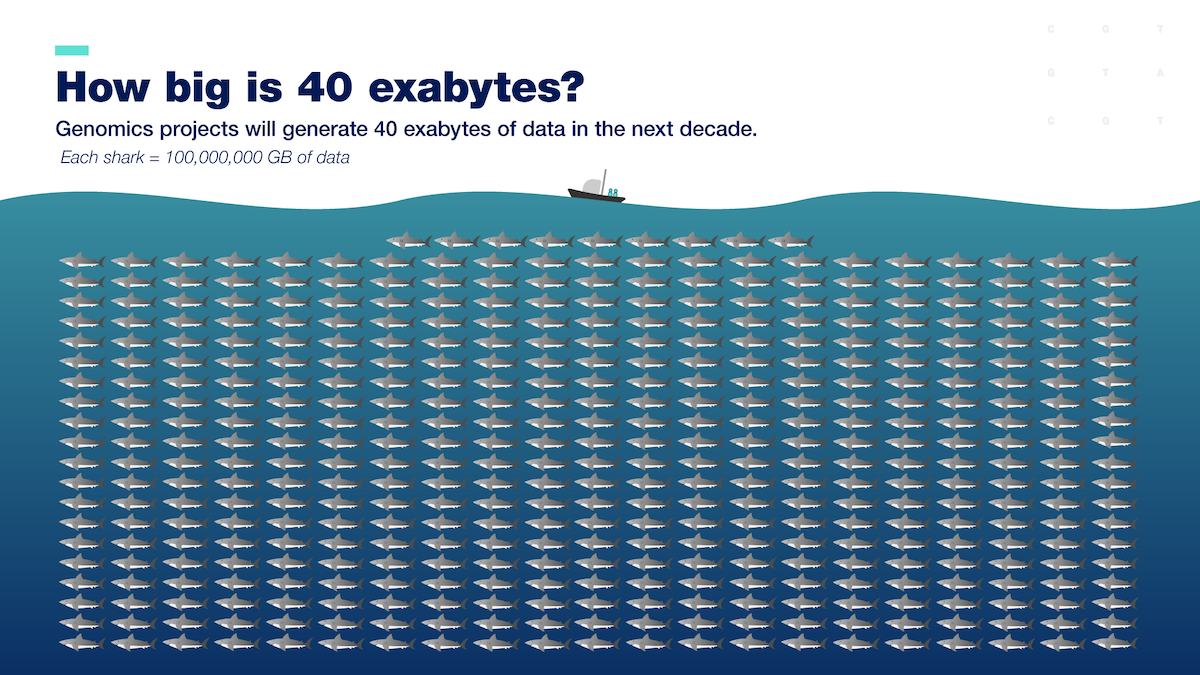 How big is 40 exabytes?
Genomics projects will generate 40 exabytes of data in the next decade.
Each shark = 100,000,000 GB of data
C G T
G T A
C G T